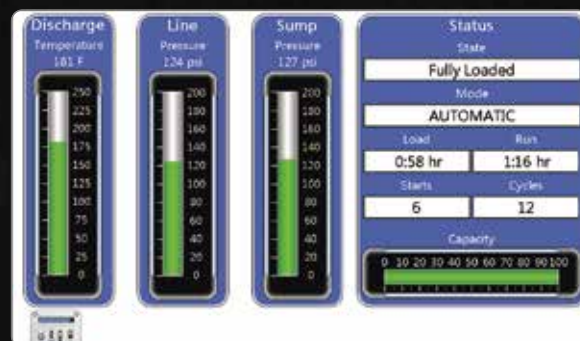 Discharge
Temperature
181 F
250
225
200
175
150
125
100
75
50
25
0
Line
Pressure
124 psi
200
180
160
140
120
100
80
60
40
20
0
Sump
Pressure
127 psi
200
180
160
140
120
100
80
60
40
20
0
Status
State
Fully Loaded
Mode
AUTOMATIC
Load Run
0:58 hr 1:16 hr
Starts Cycles
6 12
Capacity
0 10 20 30 40 50 60 70 80 90 100